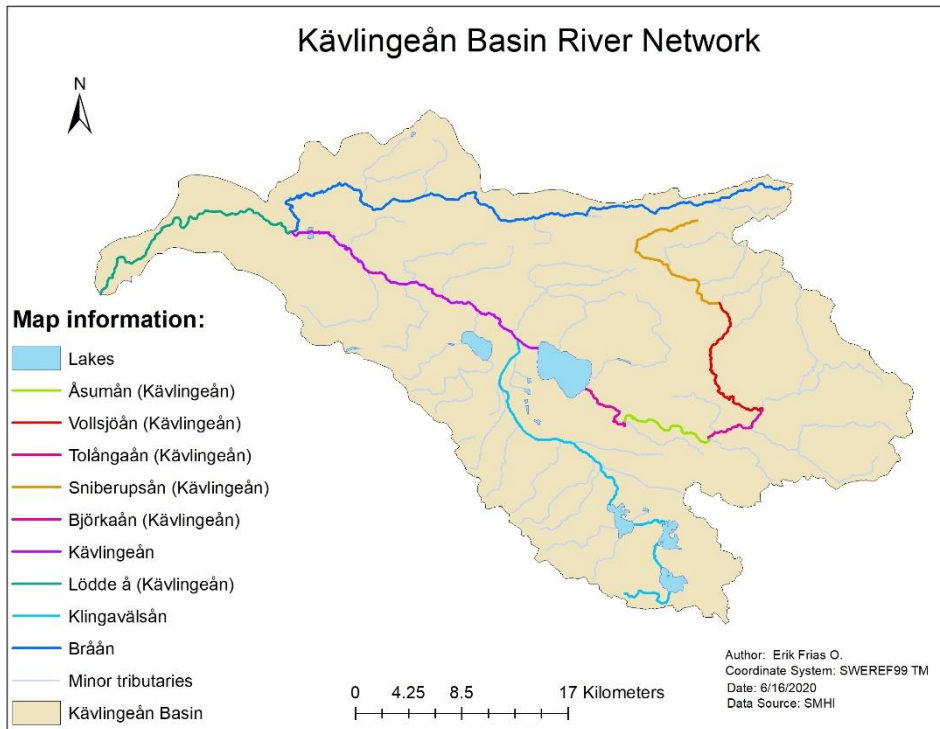 Kävlingeån Basin River Network
N
Map information:
Lakes
Åsumån (Kävlingeån)
Vollsjöån (Kävlingeån)
Tolångaån (Kävlingeån)
Sniberupsån (Kävlingeån)
Björkaån (Kävlingeån)
Kävlingeån
Lödde å (Kävlingeån)
Klingavälsån
Bråån
Minor tributaries
Kävlingeån Basin
0 4.25 8.5 17 Kilometers
Author: Erik Frias O.
Coordinate System: SWEREF99 TM
Date: 6/16/2020
Data Source: SMHI